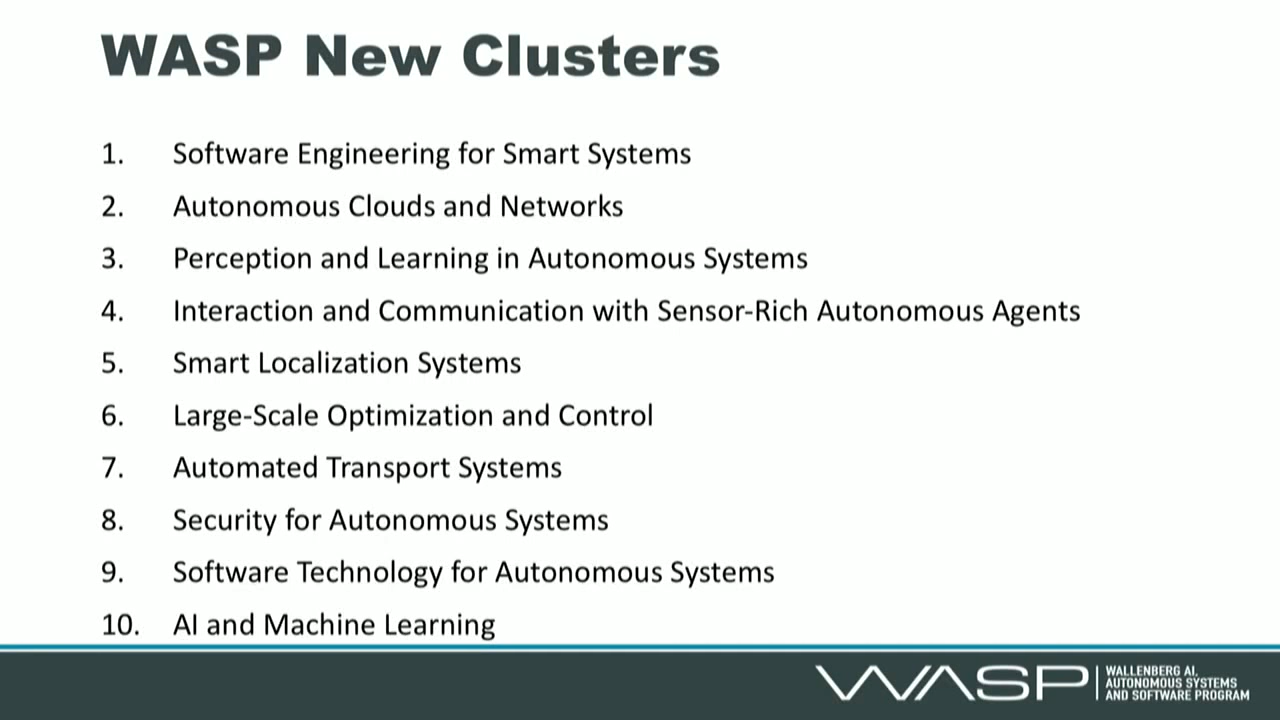 WASP New Clusters
1. Software Engineering for Smart Systems
2. Autonomous Clouds and Networks
3. Perception and Learning in Autonomous Systems
4. Interaction and Communication with Sensor-Rich Autonomous Agents
5. Smart Localization Systems
6. Large-Scale Optimization and Control
7. Automated Transport Systems
8. Security for Autonomous Systems
9. Software Technology for Autonomous Systems
10. AI and Machine Learning
WASP
WALLENBERG AI,
AUTONOMOUS SYSTEMS
AND SOFTWARE PROGRAM